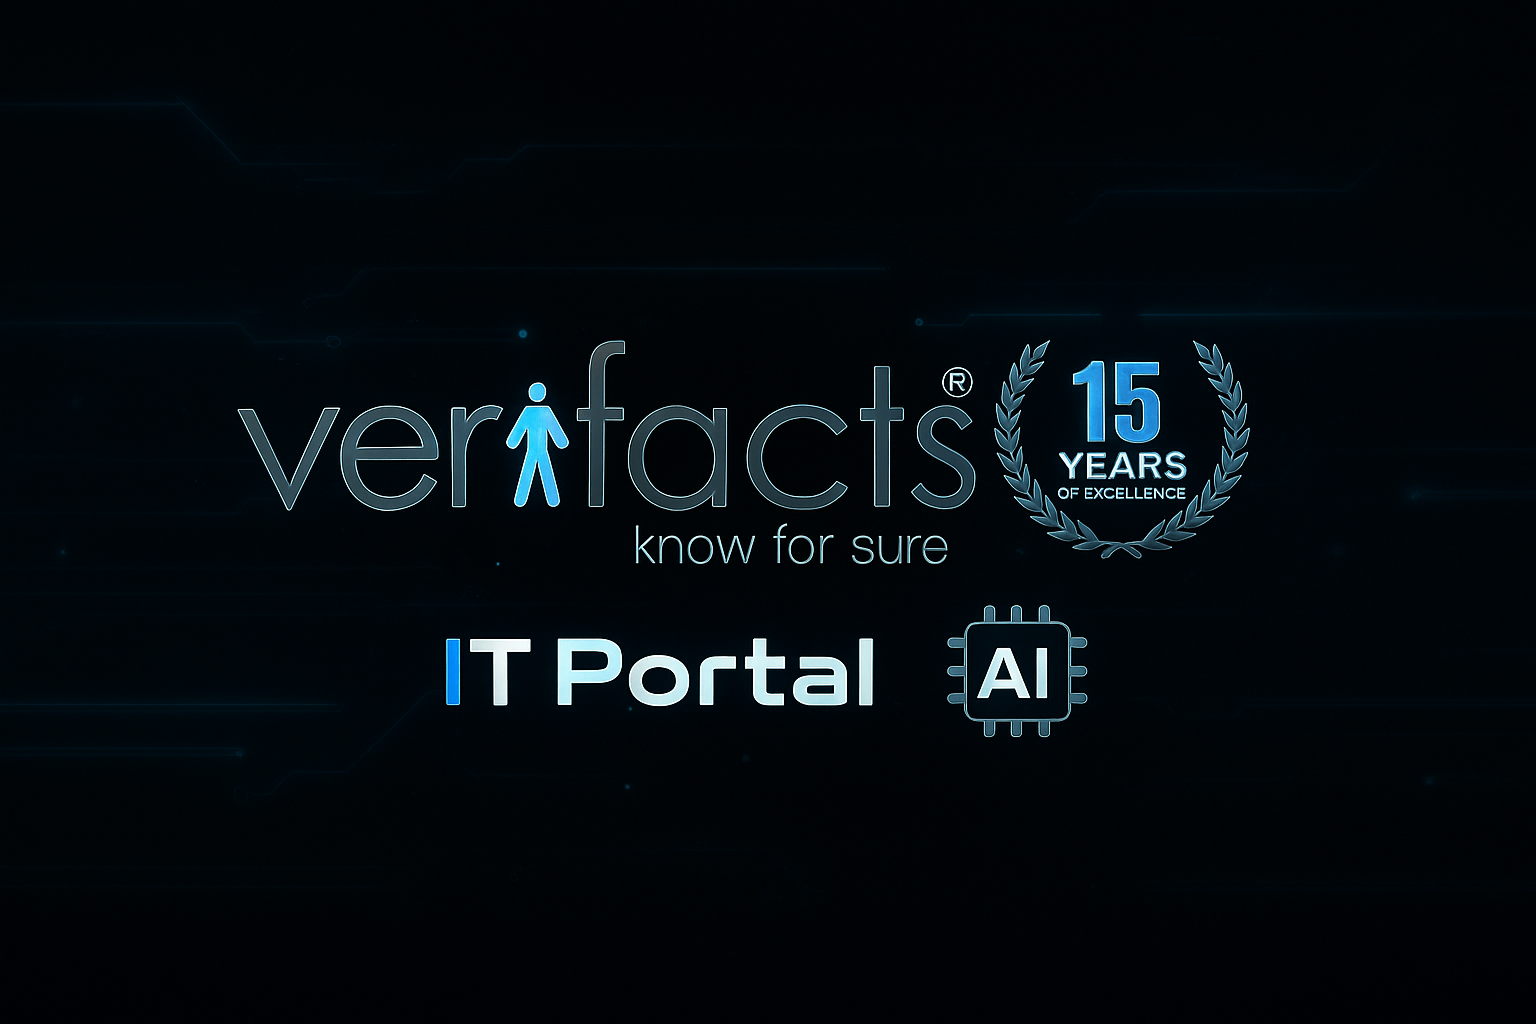 verifacts®
know for sure
15
YEARS
OF EXCELLENCE
IT Portal
AI